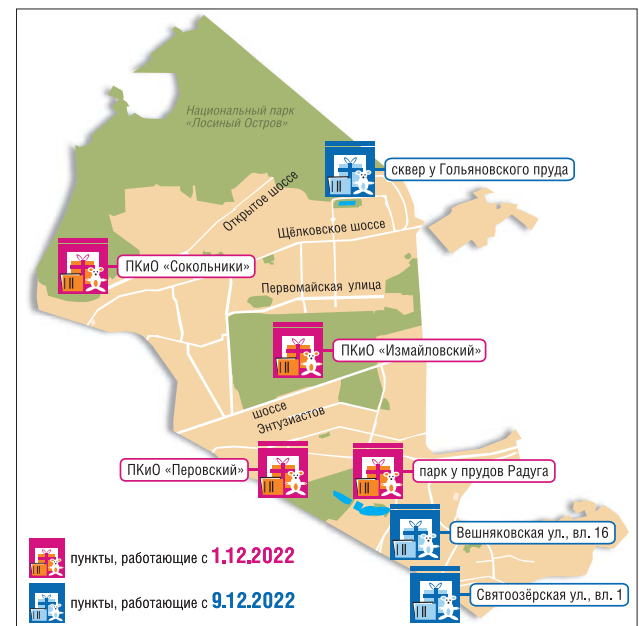 Национальный парк
«Лосиный Остров»
сквер у Гольяновского пруда
Открытое шоссе
Щёлковское шоссе
ПКиО «Сокольники»
Первомайская улица
ПКиО «Измайловский»
шоссе
Энтузиастов
ПКиО «Перовский»
парк у прудов Радуга
Вешняковская ул., вл. 16
пункты, работающие с 1.12.2022
Святоозёрская ул., вл. 1
пункты, работающие с 9.12.2022